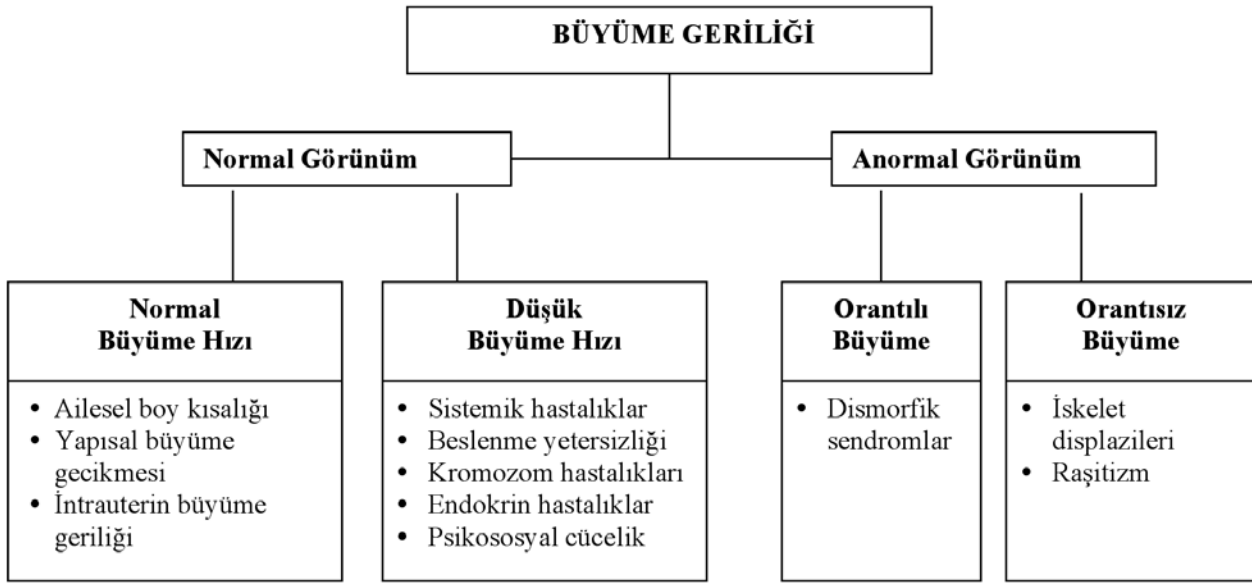 BÜYÜME GERİLİĞİ
Normal Görünüm
Anormal Görünüm
Normal
Büyüme Hızı
• Ailesel boy kısalığı
• Yapısal büyüme
gecikmesi
• İntrauterin büyüme
geriliği
Düşük
Büyüme Hızı
• Sistemik hastalıklar
• Beslenme yetersizliği
• Kromozom hastalıkları
• Endokrin hastalıklar
• Psikososyal cücelik
Orantılı
Büyüme
• Dismorfik
sendromlar
Orantısız
Büyüme
• İskelet
displazileri
• Raşitizm